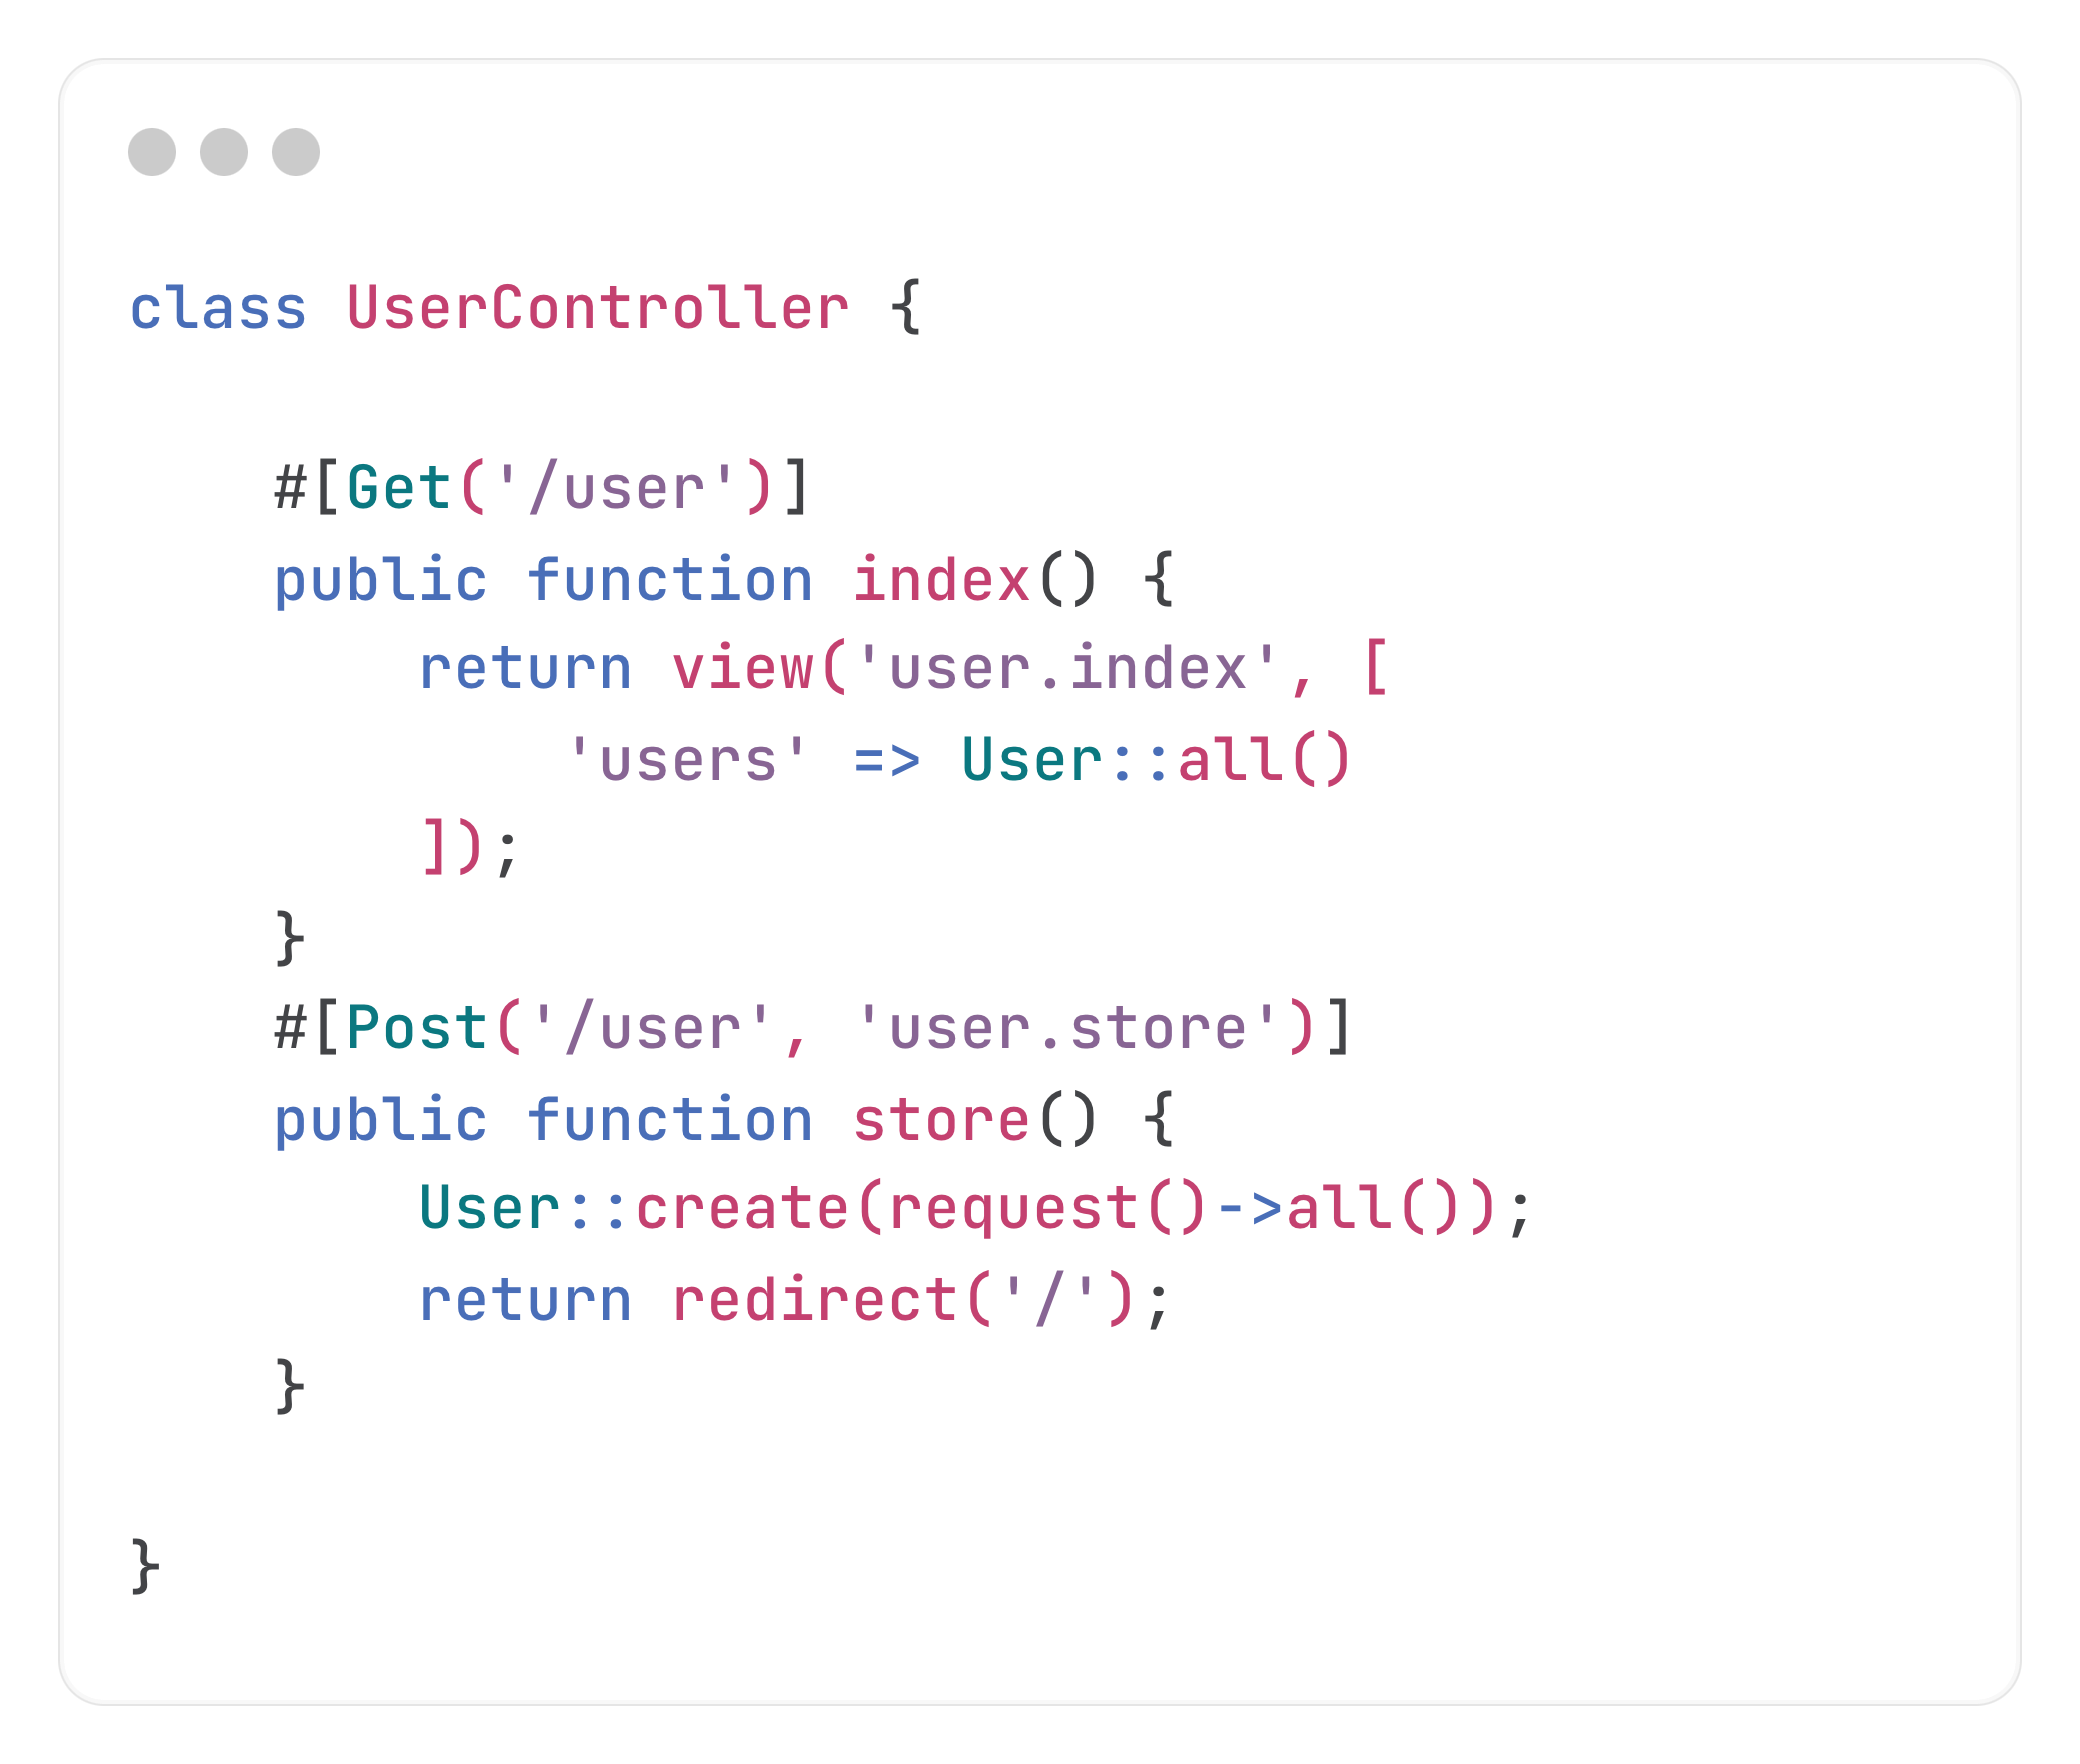 class UserController {
    #[Get('/user')]
    public function index() {
        return view('user.index', [
            'users' => User::all()
        ]);
    }
    #[Post('/user', 'user.store')]
    public function store() {
        User::create(request()->all());
        return redirect('/');
    }
}